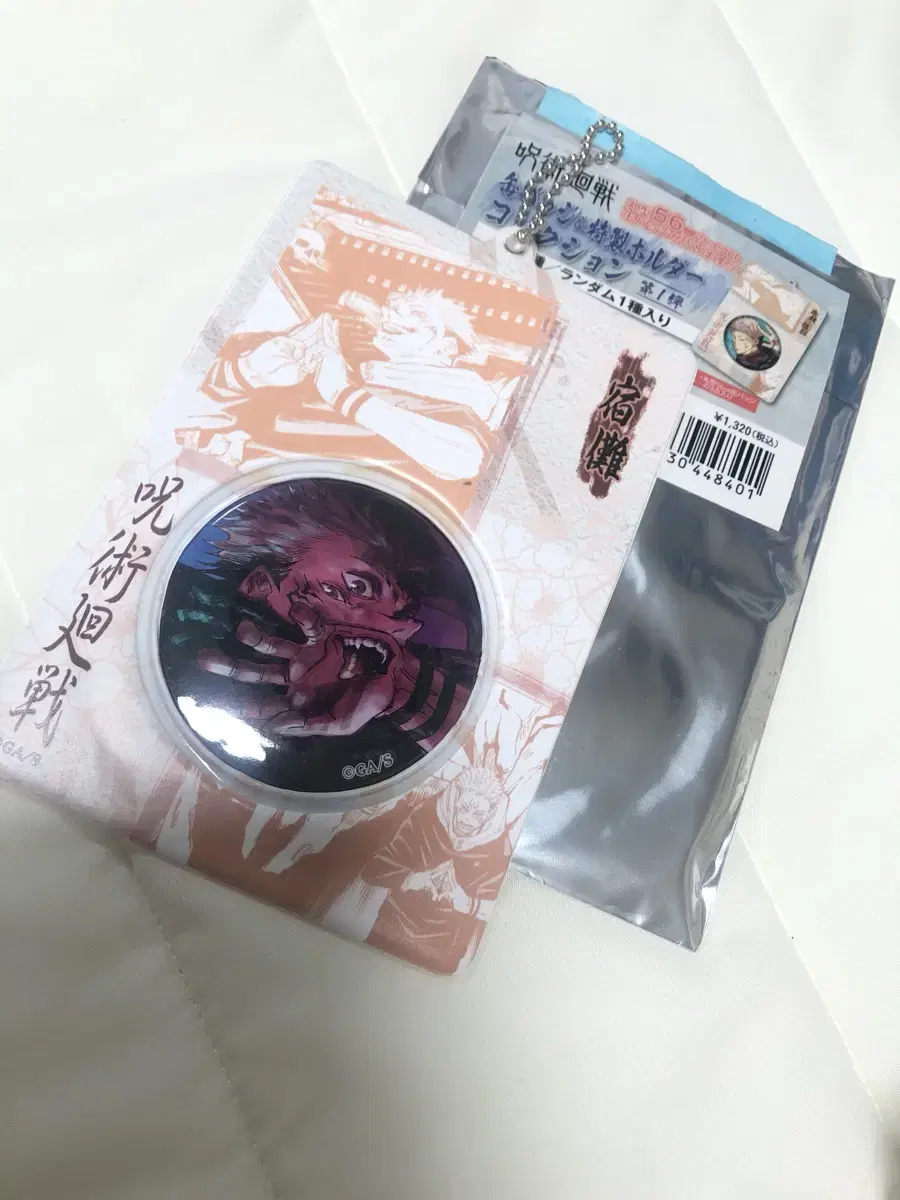 呪術廻戦
缶バッジ&特製ホルダー
コレクション 第1弾
ランダム1種入り
¥1,320(税込)
30448401
宿儺
呪術廻戦
©GA/S
©GA/S